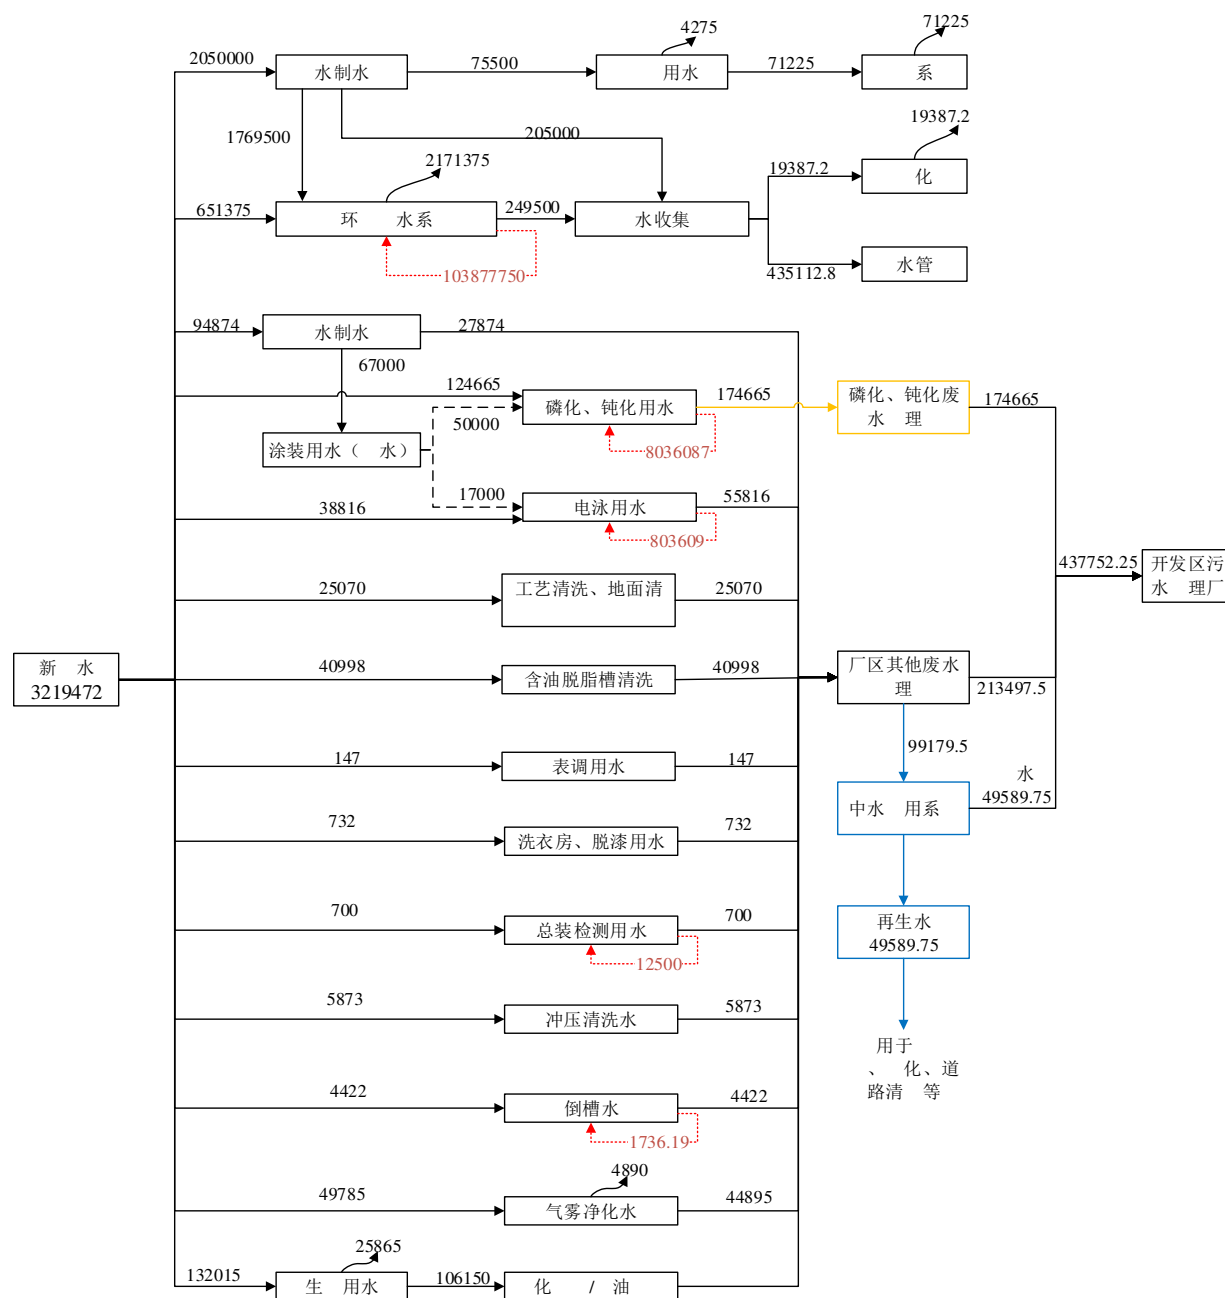 4275
71225
2050000
水制水
75500
用水
71225
系
1769500
205000
19387.2
2171375
19387.2
化
651375
环 水系
249500
水收集
103877750
435112.8
水管
94874
水制水
27874
67000
124665
磷化、钝化用水
174665
磷化、钝化废
水 理
174665
50000
涂装用水（ 水）
8036087
17000
38816
电泳用水
55816
803609
437752.25
开发区污
水 理厂
25070
工艺清洗、地面清
25070
新 水
3219472
40998
含油脱脂槽清洗
40998
厂区其他废水
理
213497.5
99179.5
147
表调用水
147
水
49589.75
中水 用系
732
洗衣房、脱漆用水
732
700
总装检测用水
700
再生水
49589.75
12500
5873
冲压清洗水
5873
用于
、 化、道
路清 等
4422
倒槽水
4422
1736.19
4890
49785
气雾净化水
44895
25865
132015
生 用水
106150
化 / 油